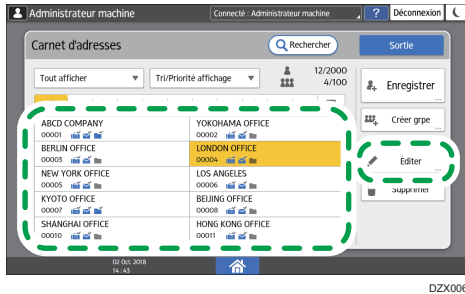 Administrateur machine
Connecté : Administrateur machine
?
Déconnexion
Carnet d'adresses
Rechercher
Sortie
Tout afficher
Tri/Priorité affichage
12/2000
4/100
Enregistrer
ABCD COMPANY
00001
YOKOHAMA OFFICE
00002
Créer grpe
BERLIN OFFICE
00003
LONDON OFFICE
00004
Éditer
NEW YORK OFFICE
00005
LOS ANGELES
00006
Supprimer
KYOTO OFFICE
00007
BEIJING OFFICE
00008
SHANGHAI OFFICE
00010
HONG KONG OFFICE
00011
02 Oct. 2018
14 : 43
DZX006